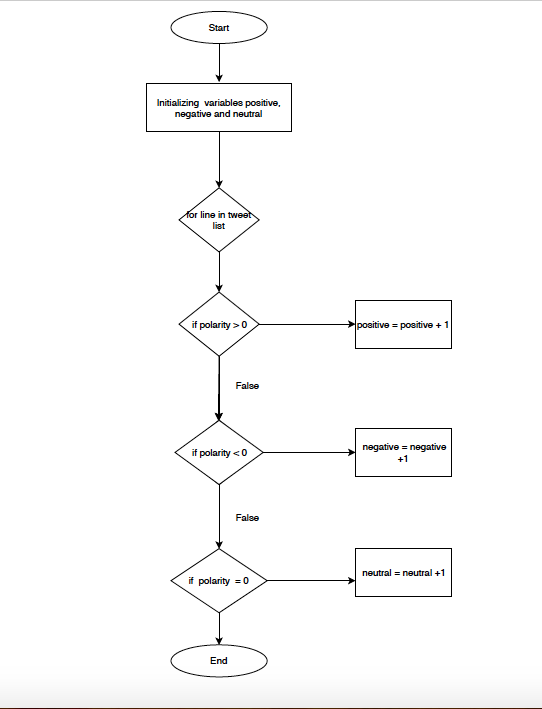 Start
Initializing variables positive,
negative and neutral
for line in tweet
list
if polarity > 0
positive = positive + 1
False
if polarity < 0
negative = negative
+1
False
if polarity = 0
neutral = neutral +1
End